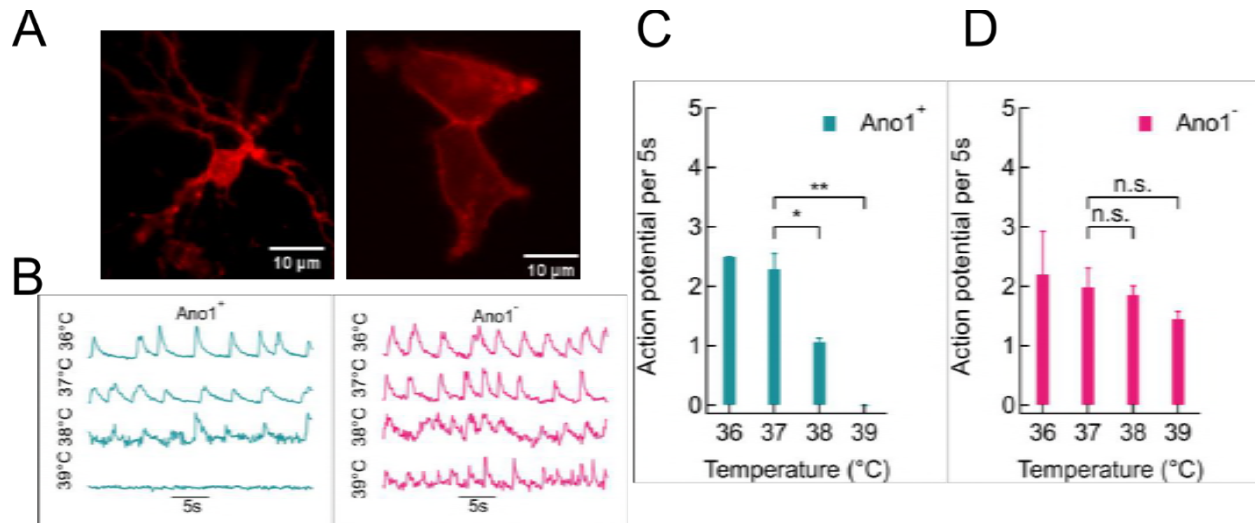 A
10 µm
10 µm
B
Ano1⁺
36°C
37°C
38°C
39°C
5s
Ano1⁻
36°C
37°C
38°C
39°C
5s
C
Action potential per 5s
5
4
3
2
1
0
Ano1⁺
**
*
36 37 38 39
Temperature (°C)
D
Action potential per 5s
5
4
3
2
1
0
Ano1⁻
n.s.
n.s.
36 37 38 39
Temperature (°C)